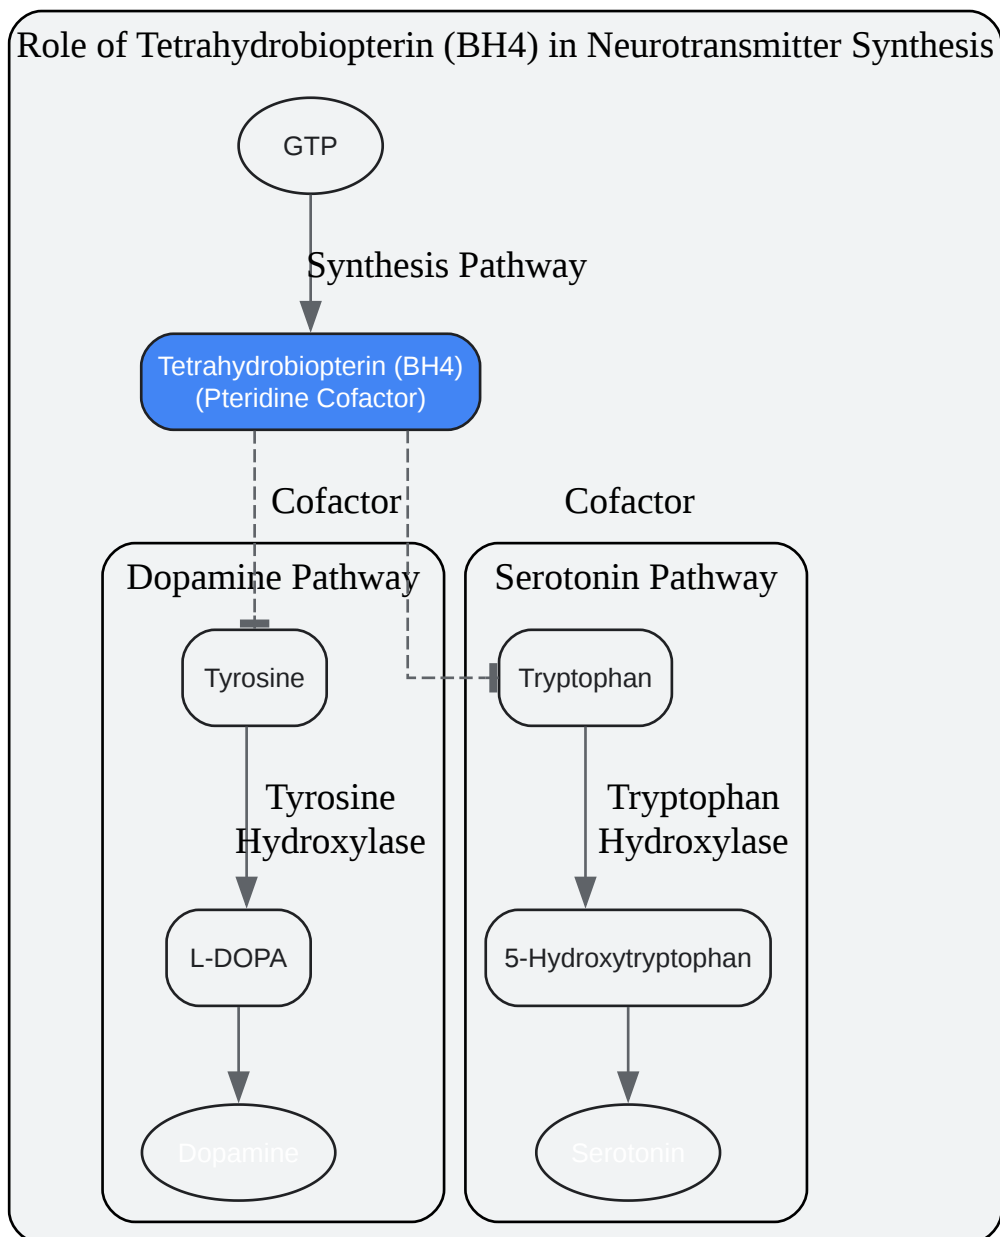 Role of Tetrahydrobiopterin (BH4) in Neurotransmitter Synthesis
GTP
Synthesis Pathway
Tetrahydrobiopterin (BH4)
(Pteridine Cofactor)
Cofactor
Cofactor
Dopamine Pathway
Serotonin Pathway
Tyrosine
Tryptophan
Tyrosine
Hydroxylase
Tryptophan
Hydroxylase
L-DOPA
5-Hydroxytryptophan
Dopamine
Serotonin